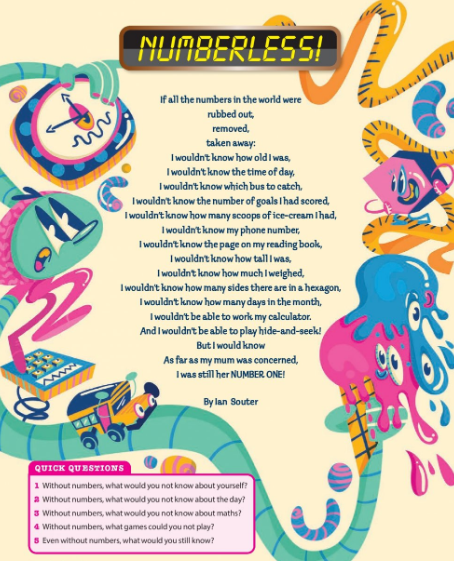 NUMBERLESS!
If all the numbers in the world were
rubbed out,
removed,
taken away:
I wouldn't know how old I was,
I wouldn't know the time of day,
I wouldn't know which bus to catch,
I wouldn't know the number of goals I had scored,
I wouldn't know how many scoops of ice-cream I had,
I wouldn't know my phone number,
I wouldn't know the page on my reading book,
I wouldn't know how tall I was,
I wouldn't know how much I weighed,
I wouldn't know how many sides there are in a hexagon,
I wouldn't know how many days in the month,
I wouldn't be able to work my calculator.
And I wouldn't be able to play hide-and-seek!
But I would know
As far as my mum was concerned,
I was still her NUMBER ONE!
By Ian Souter
QUICK QUESTIONS
1 Without numbers, what would you not know about yourself?
2 Without numbers, what would you not know about the day?
3 Without numbers, what would you not know about maths?
4 Without numbers, what games could you not play?
5 Even without numbers, what would you still know?